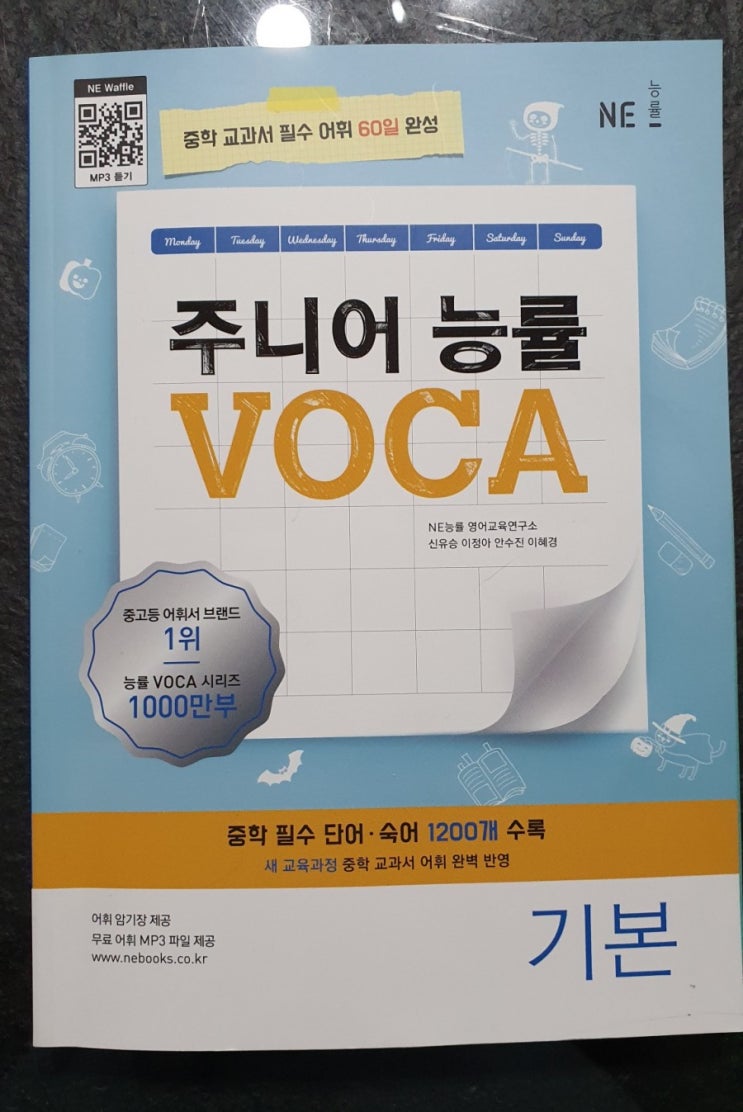 NE Waffle
MP3 듣기
중학 교과서 필수 어휘 60일 완성
NE 능률
Monday Tuesday Wednesday Thursday Friday Saturday Sunday
주니어 능률
VOCA
NE능률 영어교육연구소
신유승 이정아 안수진 이혜경
중고등 어휘서 브랜드
1위
능률 VOCA 시리즈
1000만부
중학 필수 단어·숙어 1200개 수록
새 교육과정 중학 교과서 어휘 완벽 반영
어휘 암기장 제공
무료 어휘 MP3 파일 제공
www.nebooks.co.kr
기본